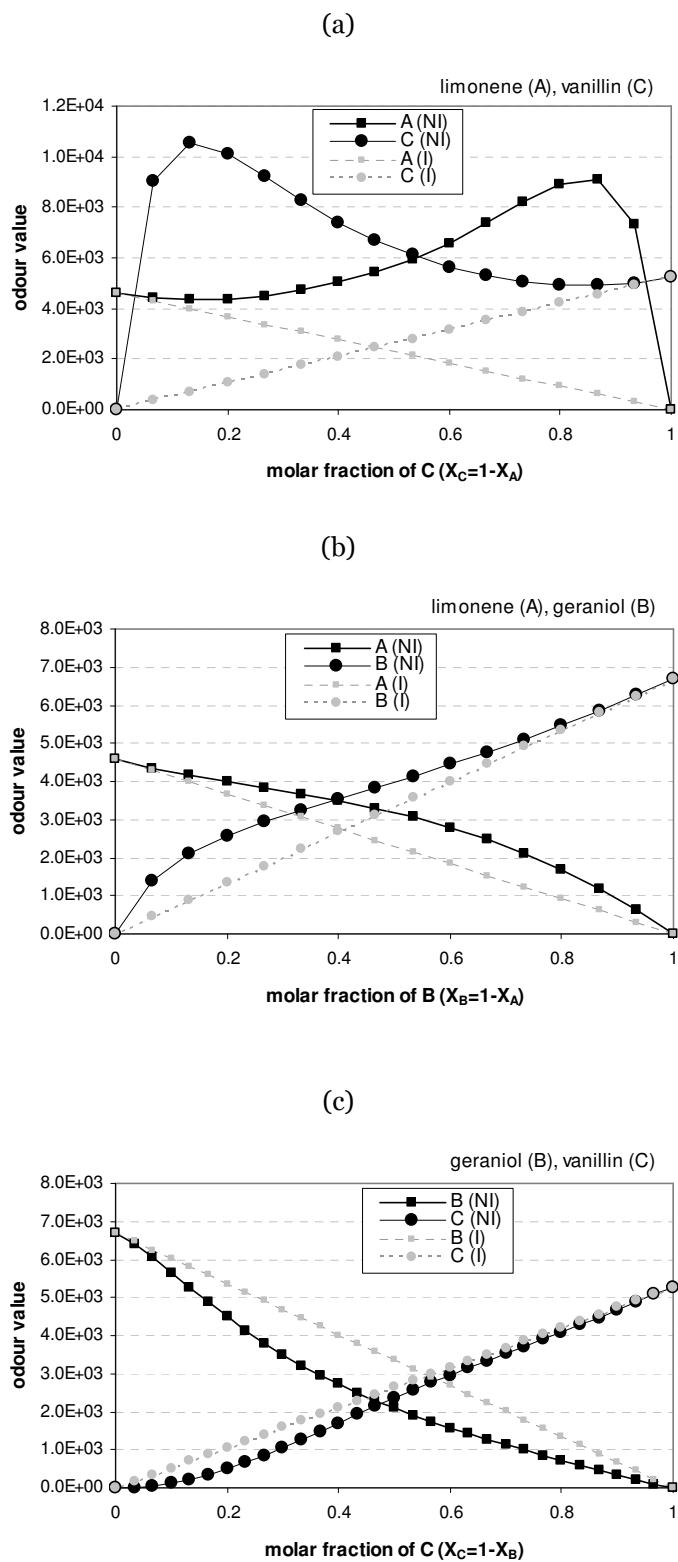 (a)
limonene (A), vanillin (C)
1.2E+04
1.0E+04
8.0E+03
6.0E+03
4.0E+03
2.0E+03
0.0E+00
odour value
A (NI)
C (NI)
A (I)
C (I)
0 0.2 0.4 0.6 0.8 1
molar fraction of C (X_C=1-X_A)
(b)
limonene (A), geraniol (B)
8.0E+03
7.0E+03
6.0E+03
5.0E+03
4.0E+03
3.0E+03
2.0E+03
1.0E+03
0.0E+00
odour value
A (NI)
B (NI)
A (I)
B (I)
0 0.2 0.4 0.6 0.8 1
molar fraction of B (X_B=1-X_A)
(c)
geraniol (B), vanillin (C)
8.0E+03
7.0E+03
6.0E+03
5.0E+03
4.0E+03
3.0E+03
2.0E+03
1.0E+03
0.0E+00
odour value
B (NI)
C (NI)
B (I)
C (I)
0 0.2 0.4 0.6 0.8 1
molar fraction of C (X_C=1-X_B)